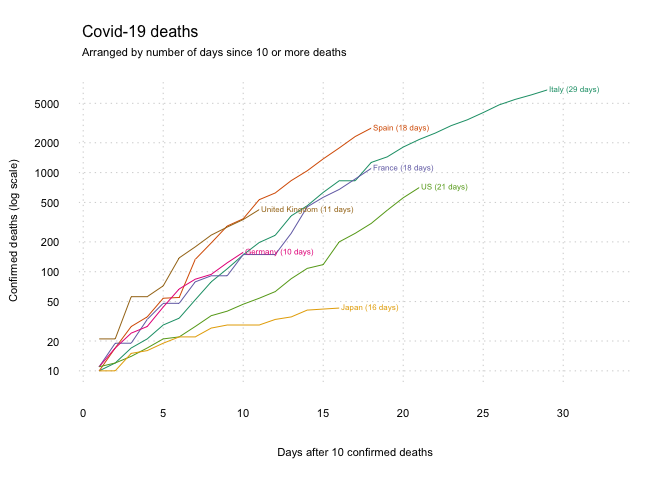 Covid-19 deaths
Arranged by number of days since 10 or more deaths
Confirmed deaths (log scale)
5000
2000
1000
500
200
100
50
20
10
Italy (29 days)
Spain (18 days)
France (18 days)
US (21 days)
United Kingdom (11 days)
Germany (10 days)
Japan (16 days)
0 5 10 15 20 25 30
Days after 10 confirmed deaths